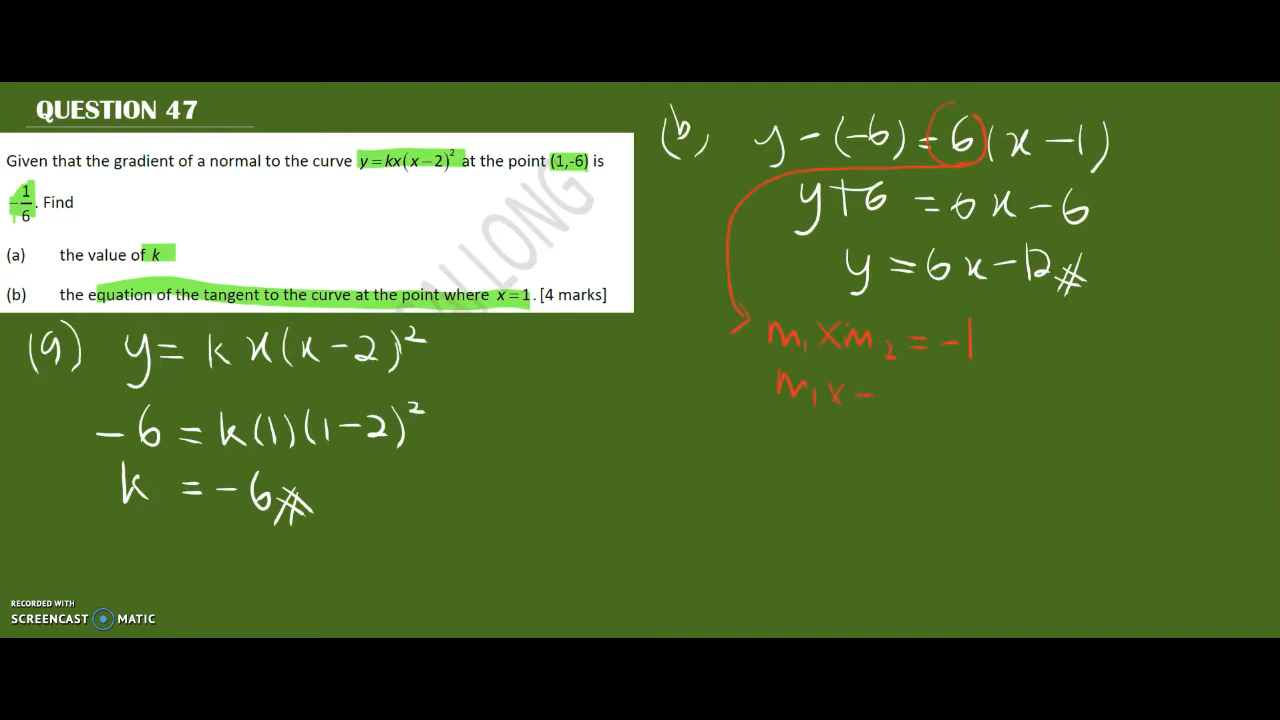 QUESTION 47
Given that the gradient of a normal to the curve y=kx(x−2)² at the point (1,-6) is
−1/6. Find
(a) the value of k
(b) the equation of the tangent to the curve at the point where x=1. [4 marks]
AN LONG
(a) y = kx(x−2)²
−6 = k(1)(1−2)²
k = −6#
(b) y−(−6) = 6(x−1)
y+6 = 6x−6
y = 6x−12#
m₁×m₂ = −1
m₁×−
RECORDED WITH
SCREENCAST MATIC